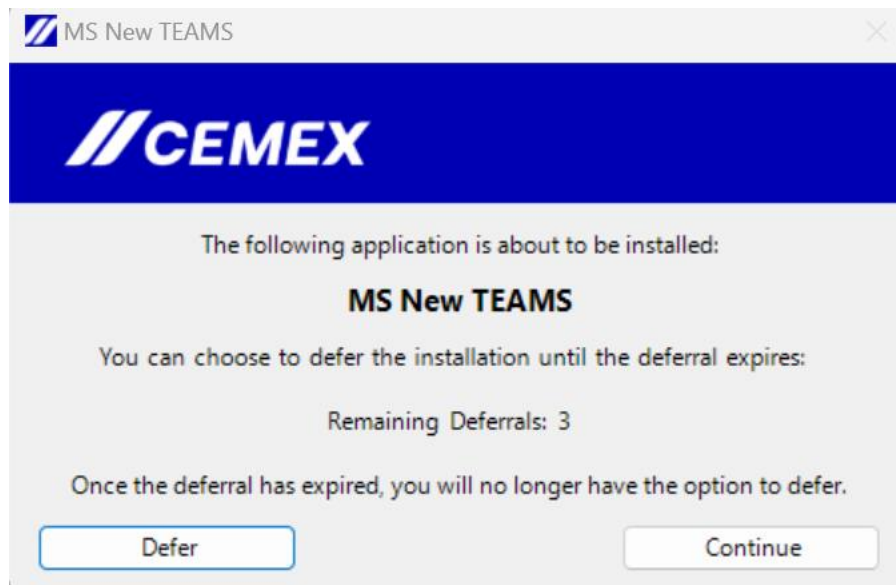 MS New TEAMS
CEMEX
The following application is about to be installed:
MS New TEAMS
You can choose to defer the installation until the deferral expires:
Remaining Deferrals: 3
Once the deferral has expired, you will no longer have the option to defer.
Defer
Continue